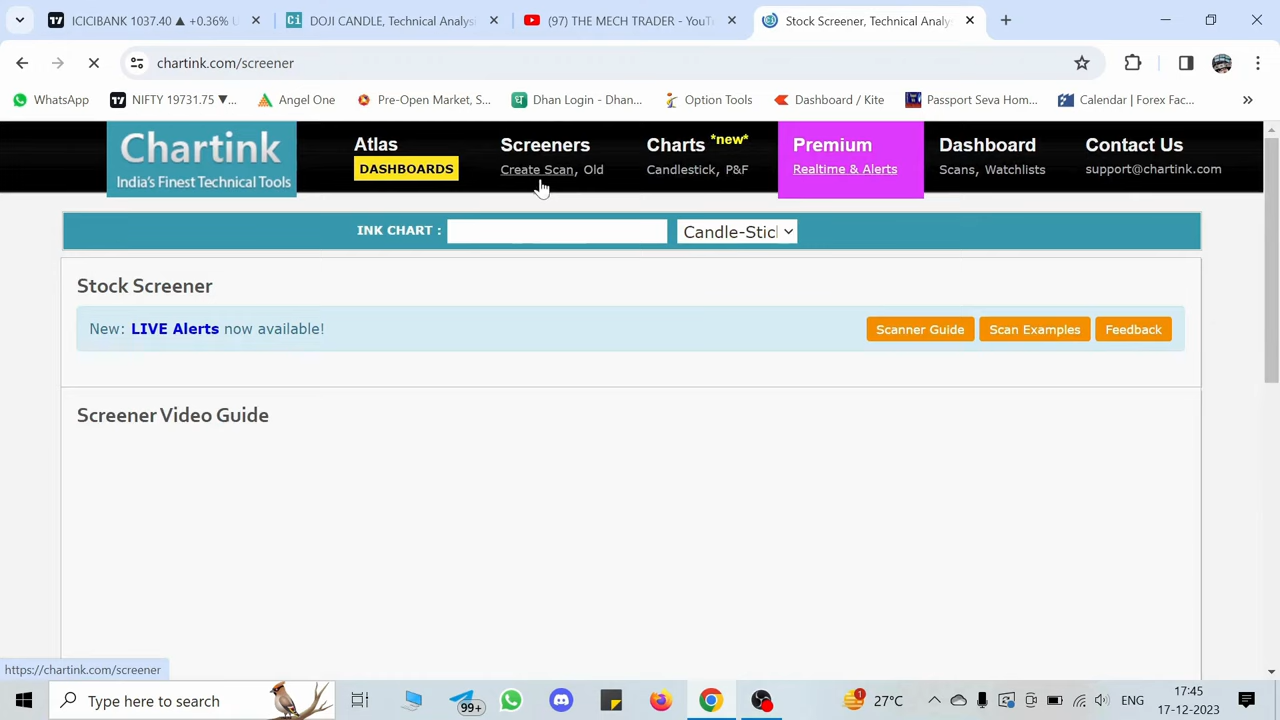 ICICIBANK 1037.40 ▲ +0.36% U
DOJI CANDLE, Technical Analysi
(97) THE MECH TRADER - YouT
Stock Screener, Technical Analy
chartink.com/screener
WhatsApp
NIFTY 19731.75 ▼...
Angel One
Pre-Open Market, S...
Dhan Login - Dhan...
Option Tools
Dashboard / Kite
Passport Seva Hom...
Calendar | Forex Fac...
Chartink
India's Finest Technical Tools
Atlas
DASHBOARDS
Screeners
Create Scan, Old
Charts *new*
Candlestick, P&F
Premium
Realtime & Alerts
Dashboard
Scans, Watchlists
Contact Us
support@chartink.com
INK CHART :
Candle-Stick
Stock Screener
New: LIVE Alerts now available!
Scanner Guide
Scan Examples
Feedback
Screener Video Guide
https://chartink.com/screener
Type here to search
99+
1
27°C
ENG
17:45
17-12-2023